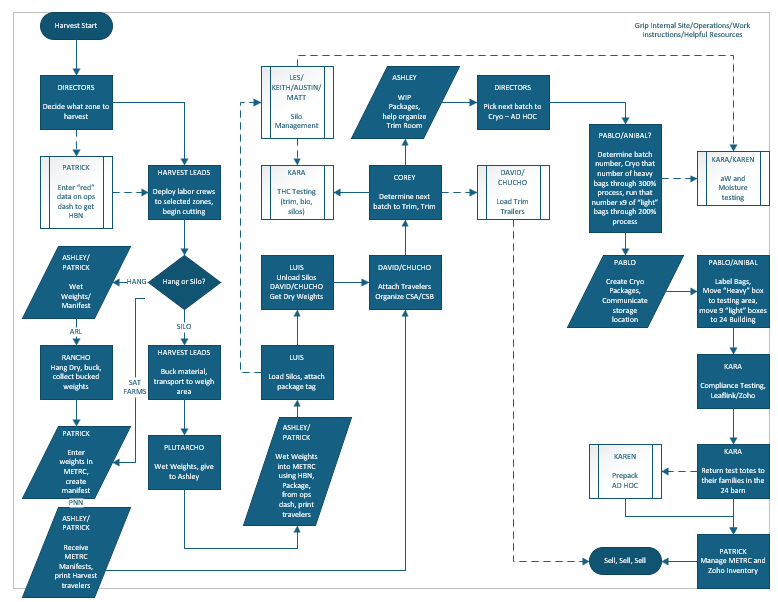 Harvest Start
Grip Internal Site/Operations/Work
Instructions/Helpful Resources
DIRECTORS
Decide what zone to
harvest
PATRICK
Enter "red"
data on ops
dash to get
HBN
HARVEST LEADS
Deploy labor crews
to selected zones,
begin cutting
Hang or Silo?
HANG
SILO
SAT
FARMS
ASHLEY/
PATRICK
Wet
Weights/
Manifest
ARL
RANCHO
Hang Dry, buck,
collect bucked
weights
PATRICK
Enter
weights in
METRC,
create
manifest
PNN
ASHLEY/
PATRICK
Receive
METRC
Manifests,
print Harvest
travelers
HARVEST LEADS
Buck material,
transport to weigh
area
PLUTARCHO
Wet Weights, give
to Ashley
ASHLEY/
PATRICK
Wet Weights
into METRC
using HBN,
Package,
from ops
dash, print
travelers
LUIS
Load Silos, attach
package tag
LUIS
Unload Silos
DAVID/CHUCHO
Get Dry Weights
LES/
KEITH/AUSTIN/
MATT
Silo
Management
KARA
THC Testing
(trim, bio,
silos)
DAVID/CHUCHO
Attach Travelers
Organize CSA/CSB
COREY
Determine next
batch to Trim, Trim
ASHLEY
WIP
Packages,
help organize
Trim Room
DIRECTORS
Pick next batch to
Cryo – AD HOC
DAVID/
CHUCHO
Load Trim
Trailers
PABLO/ANIBAL?
Determine batch
number, Cryo that
number of heavy
bags through 300%
process, run that
number x9 of "light"
bags through 200%
process
KARA/KAREN
aW and
Moisture
testing
PABLO
Create Cryo
Packages,
Communicate
storage
location
PABLO/ANIBAL
Label Bags,
Move "Heavy" box
to testing area,
move 9 "light" boxes
to 24 Building
KARA
Compliance Testing,
Leaflink/Zoho
KARA
Return test totes to
their families in the
24 barn
KAREN
Prepack
AD HOC
PATRICK
Manage METRC and
Zoho Inventory
Sell, Sell, Sell